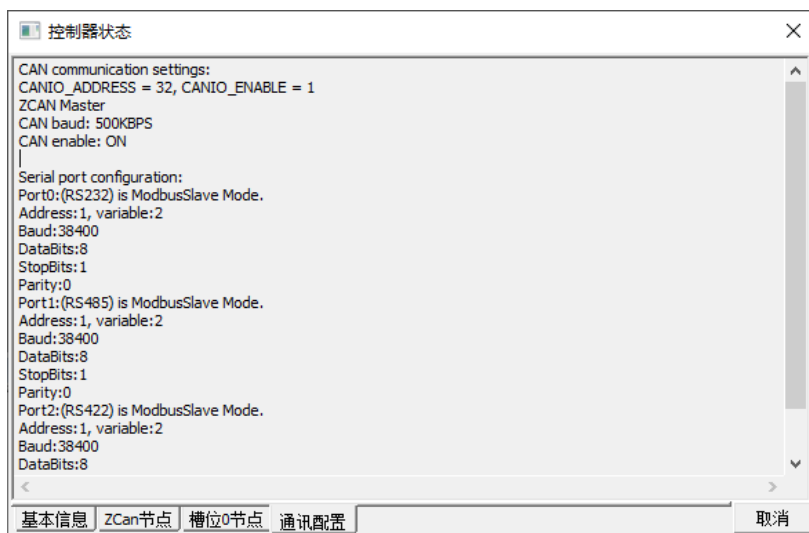 控制器状态
CAN communication settings:
CANIO_ADDRESS = 32, CANIO_ENABLE = 1
ZCAN Master
CAN baud: 500KBPS
CAN enable: ON
Serial port configuration:
Port0:(RS232) is ModbusSlave Mode.
Address:1, variable:2
Baud:38400
DataBits:8
StopBits:1
Parity:0
Port1:(RS485) is ModbusSlave Mode.
Address:1, variable:2
Baud:38400
DataBits:8
StopBits:1
Parity:0
Port2:(RS422) is ModbusSlave Mode.
Address:1, variable:2
Baud:38400
DataBits:8
基本信息 ZCan节点 槽位0节点 通讯配置 取消